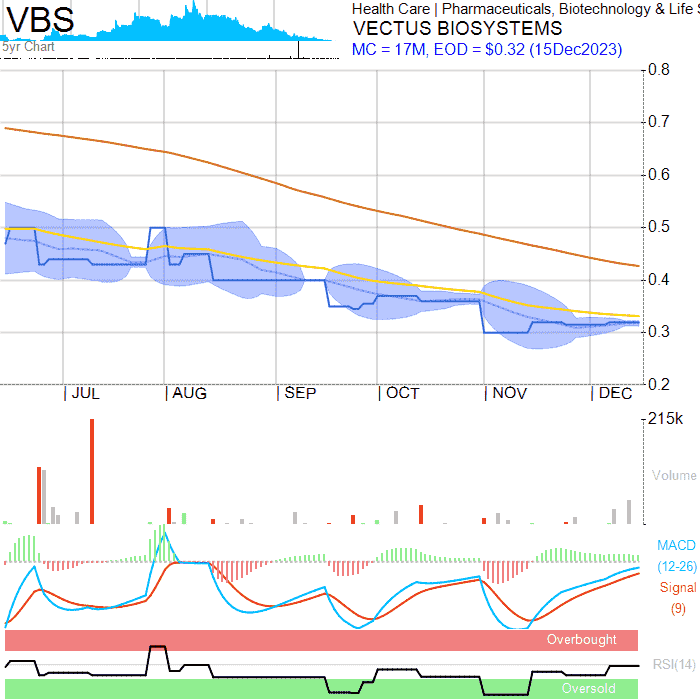 VBS
5yr Chart
Health Care | Pharmaceuticals, Biotechnology & Life S
VECTUS BIOSYSTEMS
MC = 17M, EOD = $0.32 (15Dec2023)
0.8
0.7
0.6
0.5
0.4
0.3
0.2
JUL AUG SEP OCT NOV DEC
215k
Volume
MACD
(12-26)
Signal
(9)
Overbought
RSI(14)
Oversold